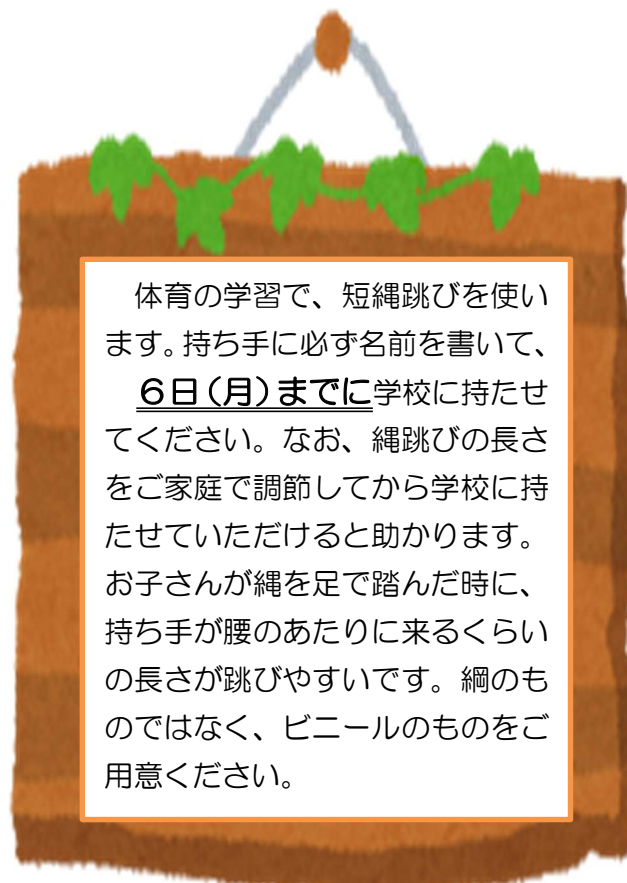 体育の学習で、短縄跳びを使い
ます。持ち手に必ず名前を書いて、
６日（月）までに学校に持たせ
てください。なお、縄跳びの長さ
をご家庭で調節してから学校に持
たせていただけると助かります。
お子さんが縄を足で踏んだ時に、
持ち手が腰のあたりに来るくらい
の長さが跳びやすいです。綱のも
のではなく、ビニールのものをご
用意ください。